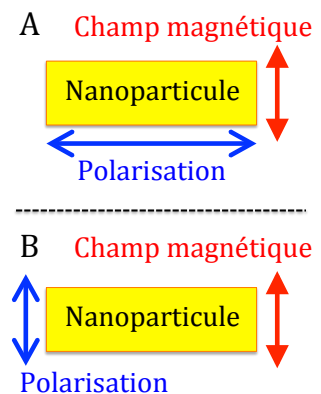 A
Champ magnétique
Nanoparticule
Polarisation
B
Champ magnétique
Nanoparticule
Polarisation